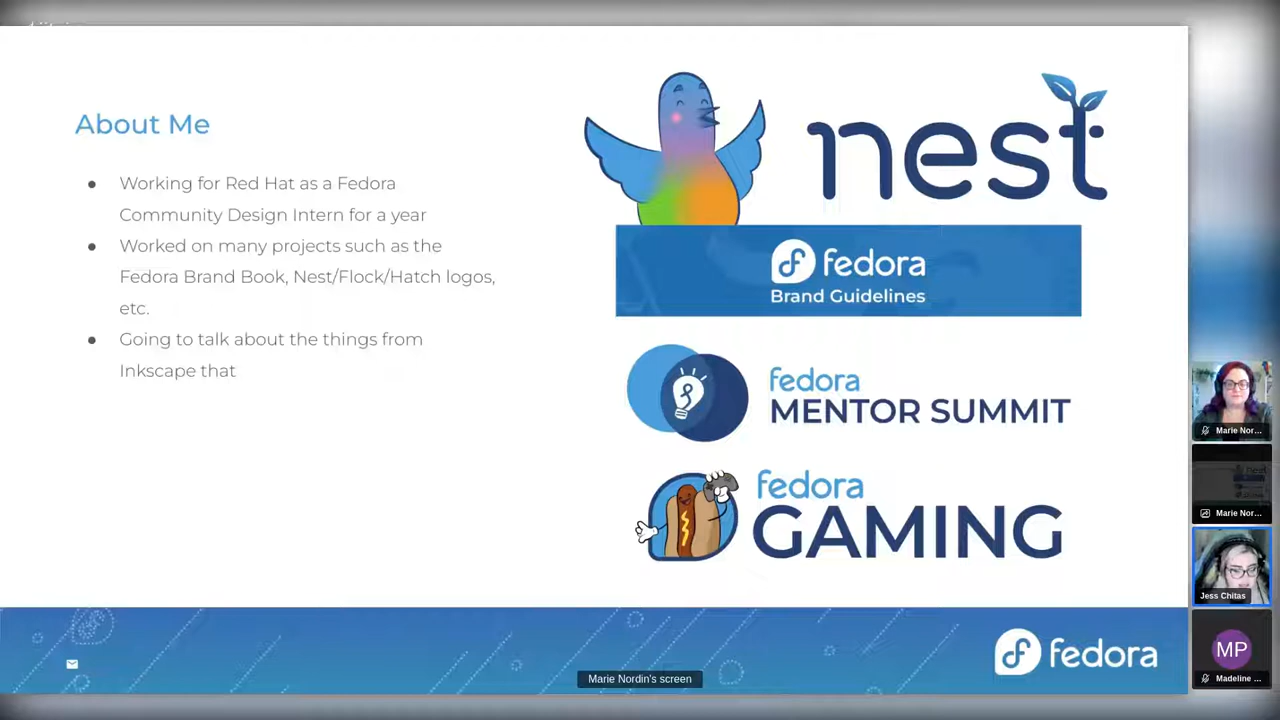 About Me
● Working for Red Hat as a Fedora
Community Design Intern for a year
● Worked on many projects such as the
Fedora Brand Book, Nest/Flock/Hatch logos,
etc.
● Going to talk about the things from
Inkscape that
nest
fedora
Brand Guidelines
fedora
MENTOR SUMMIT
fedora
GAMING
fedora
Marie Nordin's screen
Marie Nor...
Marie Nor...
Jess Chitas
MP
Madeline ...